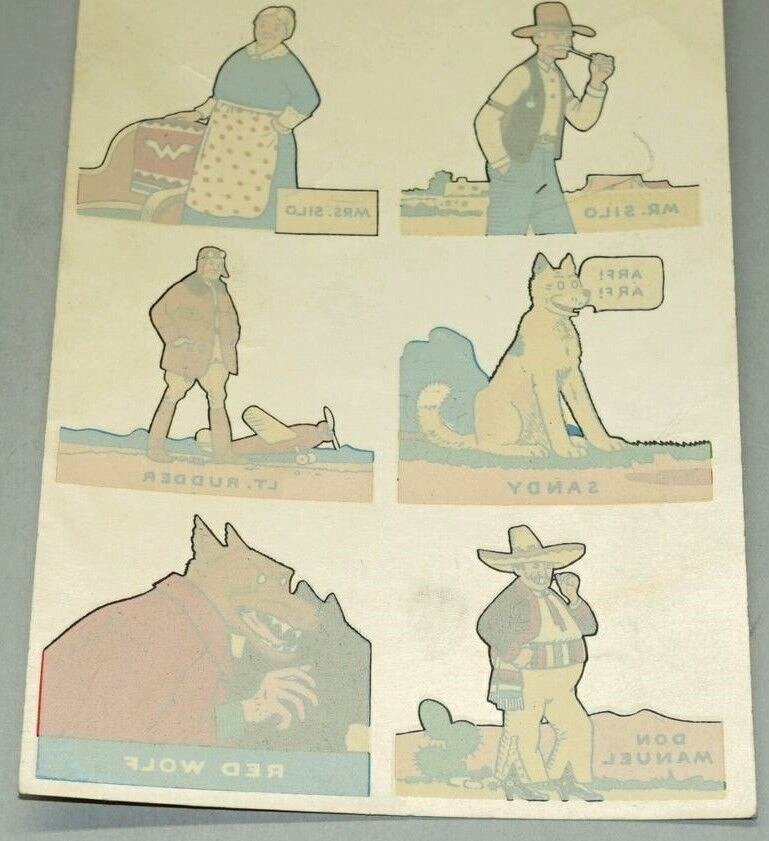 MRS. SILO
MR. SILO
ARF!
ARF!
LT. RUDDER
SANDY
RED WOLF
DON
MANUEL